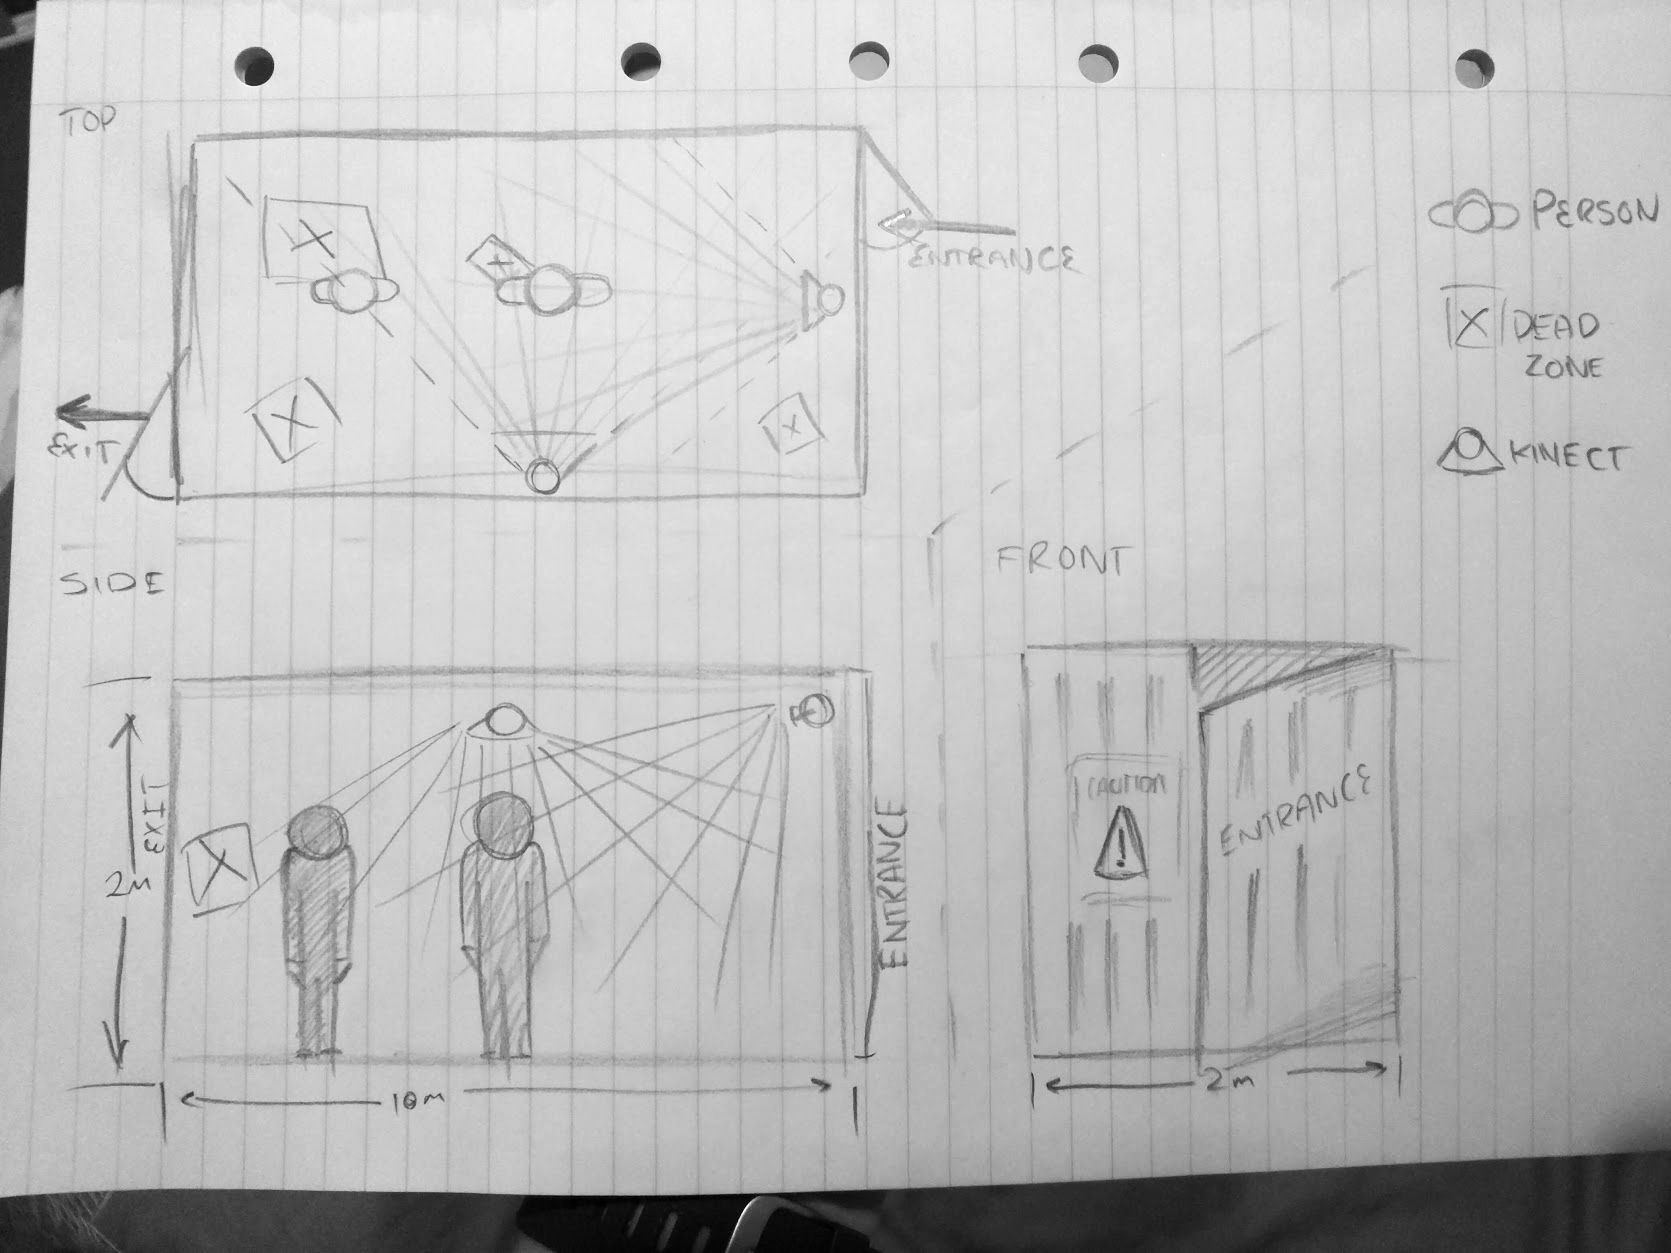 TOP
ENTRANCE
EXIT
PERSON
DEAD
ZONE
KINECT
SIDE
FRONT
EXIT
2m
ENTRANCE
10m
CAUTION
!
ENTRANCE
2m